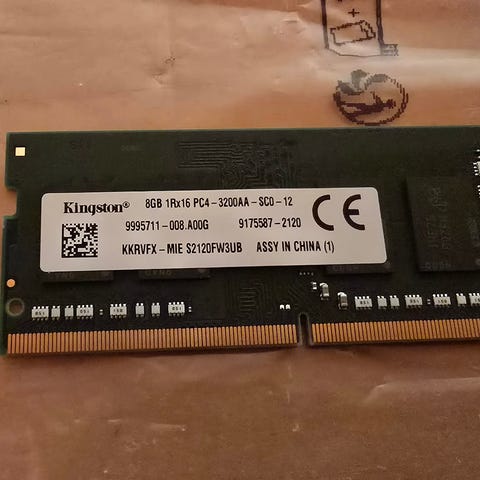 Kingston®
8GB 1Rx16 PC4-3200AA-SC0-12
9995711-008.A00G
9175587-2120
CE
KKRVFX-MIE S2120FW3UB
ASSY IN CHINA (1)